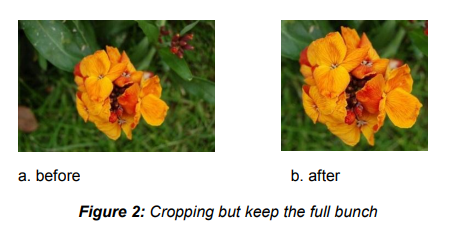 a. before
b. after
Figure 2: Cropping but keep the full bunch